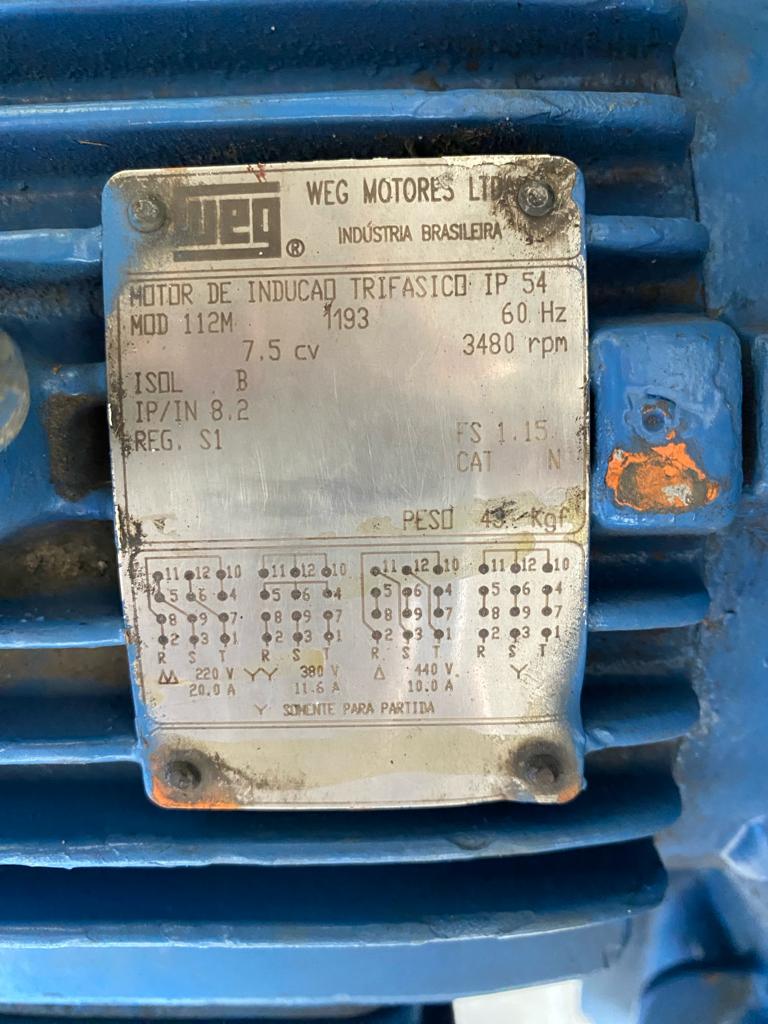 weg ®
WEG MOTORES
INDÚSTRIA BRASILEIRA
MOTOR DE INDUCAO TRIFASICO IP 54
MOD 112M 1193 60 Hz
7.5 cv 3480 rpm
ISOL B
IP/IN 8.2
REG. S1 FS 1.15
CAT N
PESO Kgf
11 12 10 11 12 10 11 12 10 11 12 10
5 6 4 5 6 4 5 6 4 5 6 4
8 9 7 8 9 7 8 9 7 8 9 7
2 3 1 2 3 1 2 3 1 2 3 1
R S T R S T R S T R S T
ΔΔ 220 V YY 380 V Δ 440 V Y
20.0 A 11.6 A 10.0 A
Y SOMENTE PARA PARTIDA